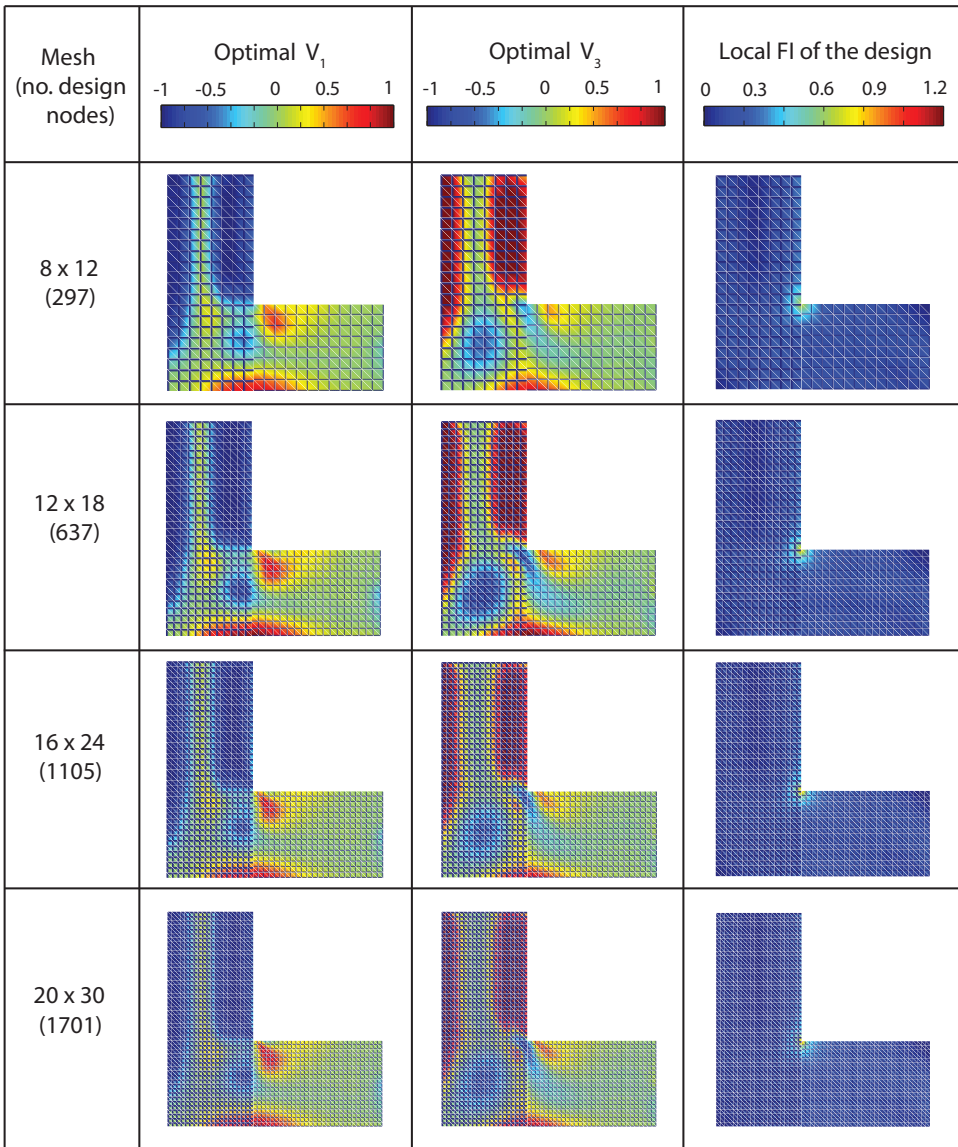 Mesh
(no. design
nodes)
Optimal V1
-1 -0.5 0 0.5 1
Optimal V3
-1 -0.5 0 0.5 1
Local FI of the design
0 0.3 0.6 0.9 1.2
8 x 12
(297)
12 x 18
(637)
16 x 24
(1105)
20 x 30
(1701)